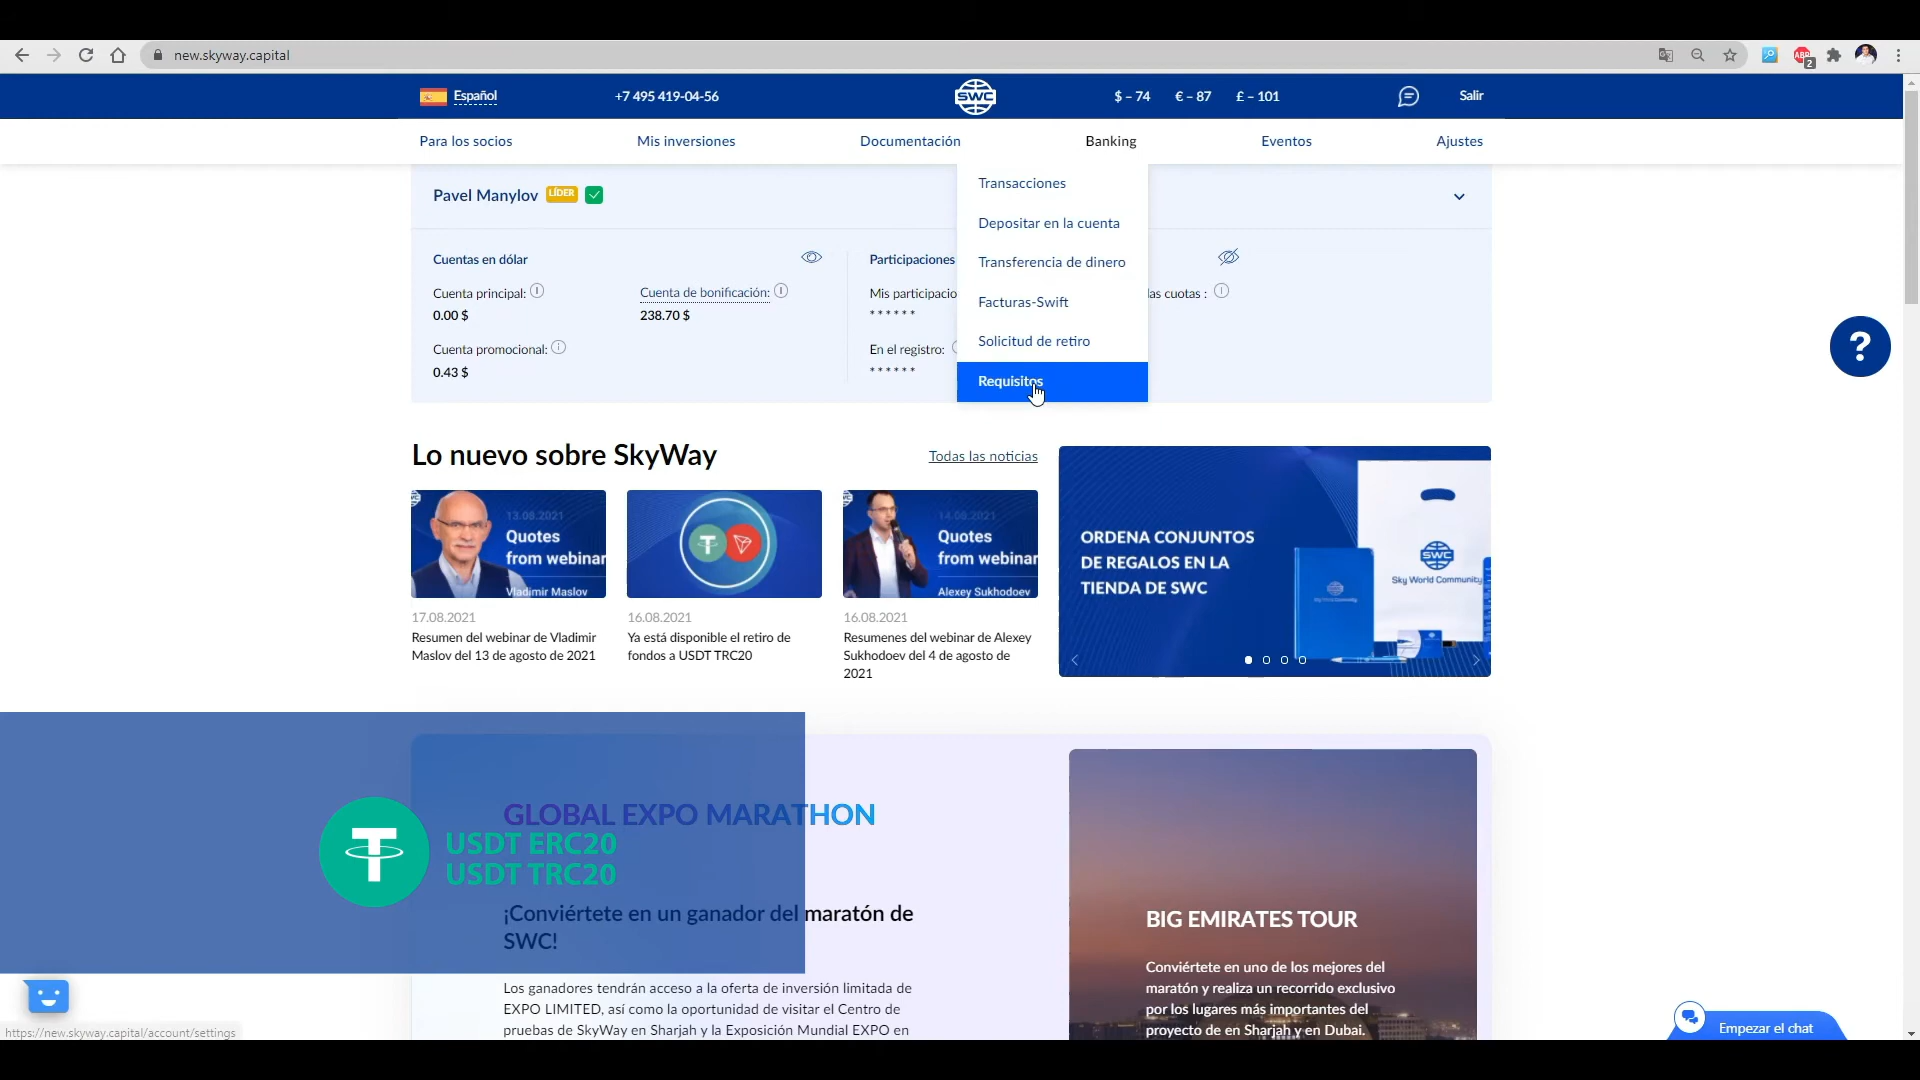 new.skyway.capital
2
Español
+7 495 419-04-56
SWC
$ – 74 € – 87 £ – 101
Salir
Para los socios
Mis inversiones
Documentación
Banking
Eventos
Ajustes
Pavel Manylov
LÍDER
Transacciones
Depositar en la cuenta
Transferencia de dinero
Facturas-Swift
Solicitud de retiro
Requisitos
Cuentas en dólar
Cuenta principal:
0.00 $
Cuenta de bonificación:
238.70 $
Cuenta promocional:
0.43 $
Participaciones
Mis participacio
******
En el registro:
******
las cuotas :
?
Lo nuevo sobre SkyWay
Todas las noticias
13.08.2021
Quotes
from webinar
Vladimir Maslov
17.08.2021
Resumen del webinar de Vladimir
Maslov del 13 de agosto de 2021
16.08.2021
Ya está disponible el retiro de
fondos a USDT TRC20
14.08.2021
Quotes
from webinar
Alexey Sukhodoev
16.08.2021
Resumenes del webinar de Alexey
Sukhodoev del 4 de agosto de
2021
ORDENA CONJUNTOS
DE REGALOS EN LA
TIENDA DE SWC
SWC
Sky World Community
GLOBAL EXPO MARATHON
USDT ERC20
USDT TRC20
¡Conviértete en un ganador del maratón de
SWC!
Los ganadores tendrán acceso a la oferta de inversión limitada de
EXPO LIMITED, así como la oportunidad de visitar el Centro de
pruebas de SkyWay en Sharjah y la Exposición Mundial EXPO en
BIG EMIRATES TOUR
Conviértete en uno de los mejores del
maratón y realiza un recorrido exclusivo
por los lugares más importantes del
proyecto de en Sharjah y en Dubai.
Empezar el chat
https://new.skyway.capital/account/settings